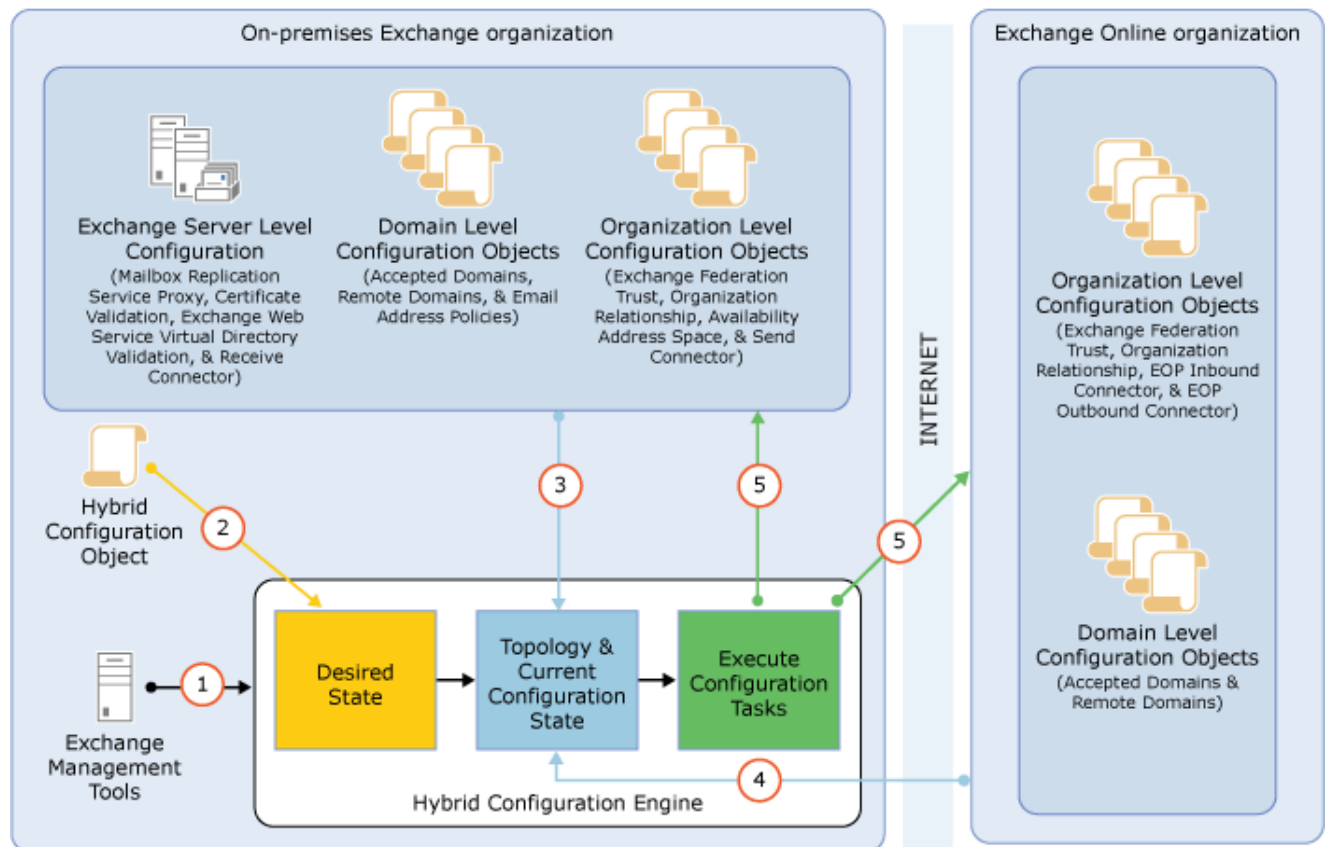 On-premises Exchange organization
Exchange Server Level
Configuration
(Mailbox Replication
Service Proxy, Certificate
Validation, Exchange Web
Service Virtual Directory
Validation, & Receive
Connector)
Domain Level
Configuration Objects
(Accepted Domains,
Remote Domains, & Email
Address Policies)
Organization Level
Configuration Objects
(Exchange Federation
Trust, Organization
Relationship, Availability
Address Space, & Send
Connector)
Hybrid
Configuration
Object
2
3
5
5
Exchange
Management
Tools
1
Desired
State
Topology &
Current
Configuration
State
Execute
Configuration
Tasks
4
Hybrid Configuration Engine
INTERNET
Exchange Online organization
Organization Level
Configuration Objects
(Exchange Federation
Trust, Organization
Relationship, EOP Inbound
Connector, & EOP
Outbound Connector)
Domain Level
Configuration Objects
(Accepted Domains &
Remote Domains)